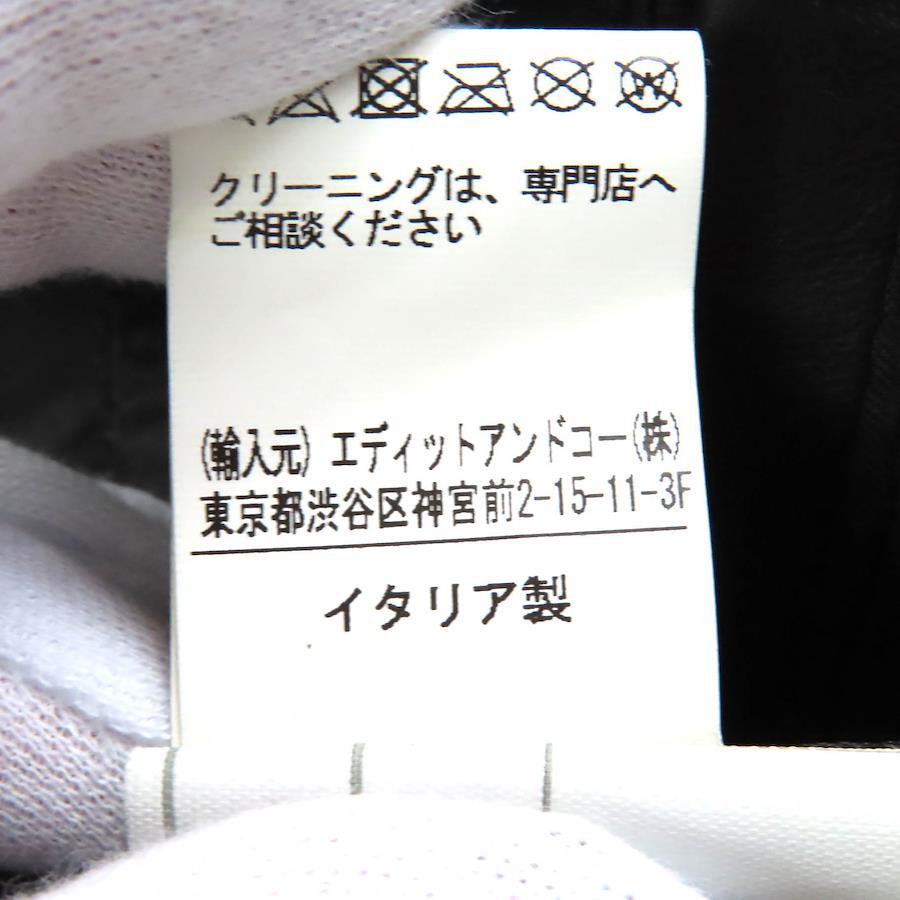 クリーニングは、専門店へ
ご相談ください
(輸入元) エディットアンドコー(株)
東京都渋谷区神宮前2-15-11-3F
イタリア製